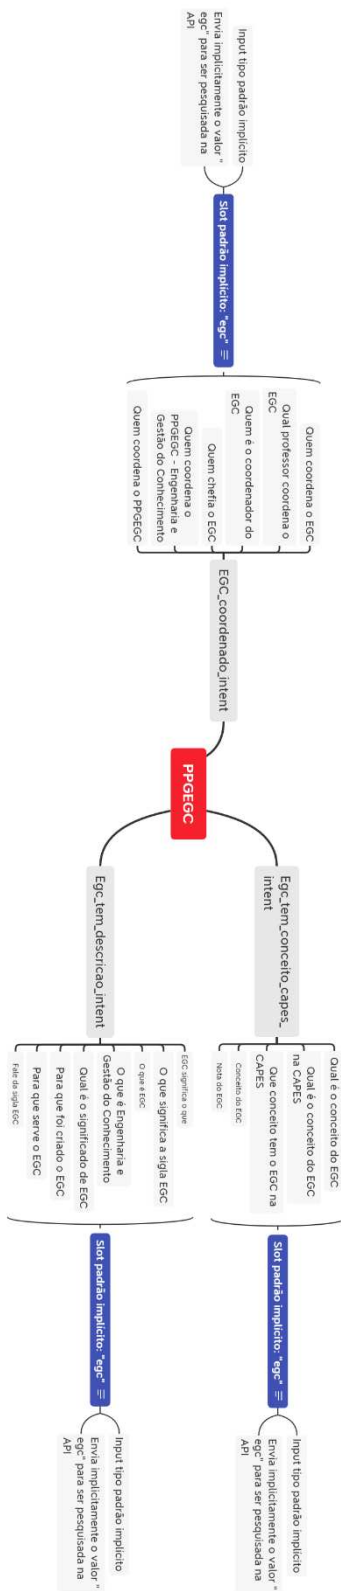 PPGEGC
EGC_coordenado_intent
Quem coordena o EGC
Qual professor coordena o
EGC
Quem é o coordenador do
EGC
Quem chefia o EGC
Quem coordena o
PPGEGC - Engenharia e
Gestão do Conhecimento
Quem coordena o PPGEGC
Slot padrão implícito: "egc"
Input tipo padrão implícito
Envia implicitamente o valor "
egc" para ser pesquisada na
API
Egc_tem_conceito_capes_
intent
Qual é o conceito do EGC
Qual é o conceito do EGC
na CAPES
Que conceito tem o EGC na
CAPES
Conceito do EGC
Nota do EGC
Slot padrão implícito: "egc"
Input tipo padrão implícito
Envia implicitamente o valor "
egc" para ser pesquisada na
API
Egc_tem_descricao_intent
EGC significa o que
O que significa a sigla EGC
O que é EGC
O que é Engenharia e
Gestão do Conhecimento
Qual é o significado de EGC
Para que foi criado o EGC
Para que serve o EGC
Fale da sigla EGC
Slot padrão implícito: "egc"
Input tipo padrão implícito
Envia implicitamente o valor "
egc" para ser pesquisada na
API